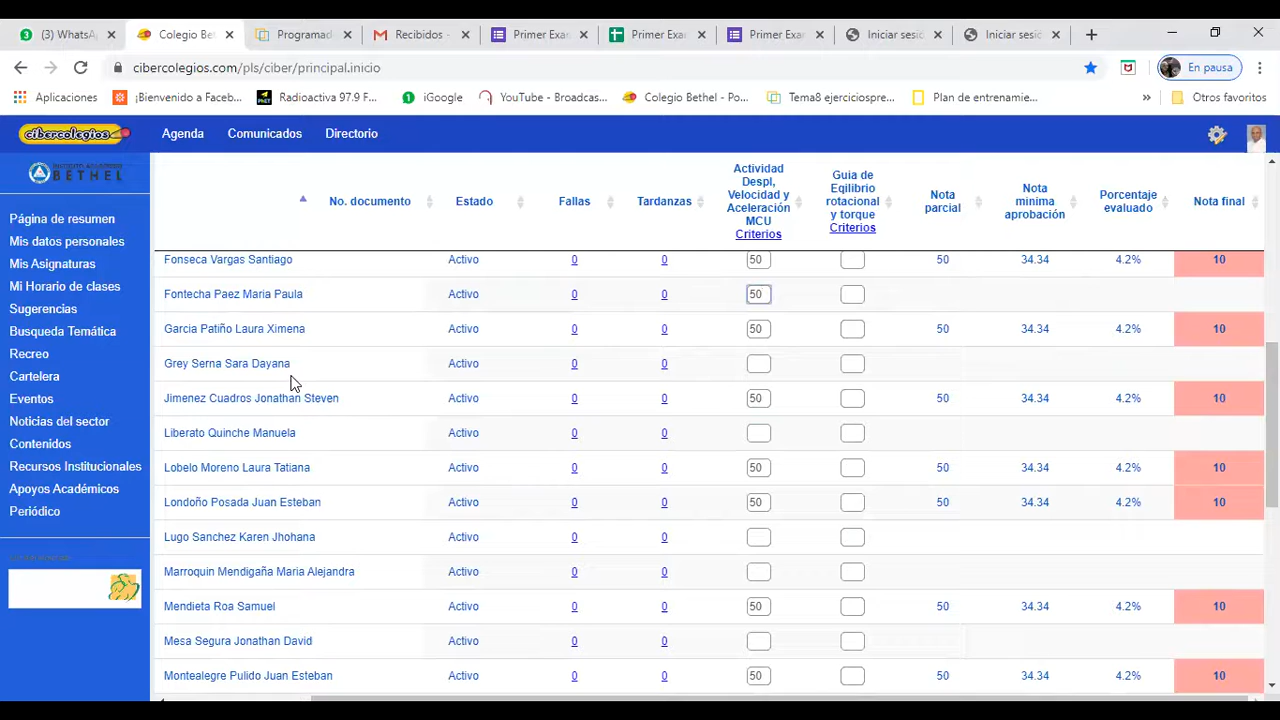 (3) WhatsA
Colegio Be
Programad
Recibidos -
Primer Exa
Primer Exa
Primer Exa
Iniciar sesic
Iniciar sesic
cibercolegios.com/pls/ciber/principal.inicio
En pausa
Aplicaciones
¡Bienvenido a Faceb...
Radioactiva 97.9 F...
iGoogle
YouTube - Broadcas...
Colegio Bethel - Po...
Plan de entrenamie...
Otros favoritos
cibercolegios
Agenda
Comunicados
Directorio
BETHEL
Página de resumen
Mis datos personales
Mis Asignaturas
Mi Horario de clases
Sugerencias
Busqueda Temática
Recreo
Cartelera
Eventos
Noticias del sector
Contenidos
Recursos Institucionales
Apoyos Académicos
Periódico
No. documento
Estado
Fallas
Tardanzas
Actividad
Despl,
Velocidad y
Aceleración
MCU
Criterios
Guia de
Eqilibrio
rotacional
y torque
Criterios
Nota
parcial
Nota
minima
aprobación
Porcentaje
evaluado
Nota final
Fonseca Vargas Santiago Activo 0 0 50 50 34.34 4.2% 10
Fontecha Paez Maria Paula Activo 0 0 50
Garcia Patiño Laura Ximena Activo 0 0 50 50 34.34 4.2% 10
Grey Serna Sara Dayana Activo 0 0
Jimenez Cuadros Jonathan Steven Activo 0 0 50 50 34.34 4.2% 10
Liberato Quinche Manuela Activo 0 0
Lobelo Moreno Laura Tatiana Activo 0 0 50 50 34.34 4.2% 10
Londoño Posada Juan Esteban Activo 0 0 50 50 34.34 4.2% 10
Lugo Sanchez Karen Jhohana Activo 0 0
Marroquin Mendigaña Maria Alejandra Activo 0 0
Mendieta Roa Samuel Activo 0 0 50 50 34.34 4.2% 10
Mesa Segura Jonathan David Activo 0 0
Montealegre Pulido Juan Esteban Activo 0 0 50 50 34.34 4.2% 10